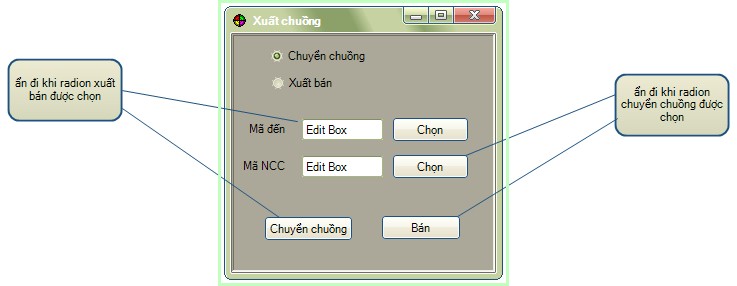 Xuất chuồng
Chuyển chuồng
Xuất bán
ẩn đi khi radion xuất
bán được chọn
ẩn đi khi radion
chuyển chuồng được
chọn
Mã đến Edit Box Chọn
Mã NCC Edit Box Chọn
Chuyển chuồng Bán